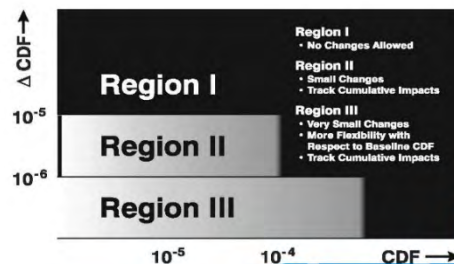 Δ CDF→
Region I
• No Changes Allowed
Region II
• Small Changes
• Track Cumulative Impacts
Region III
• Very Small Changes
• More Flexibility with
Respect to Baseline CDF
• Track Cumulative Impacts
Region I
10-5
Region II
10-6
Region III
10-5
10-4
CDF →